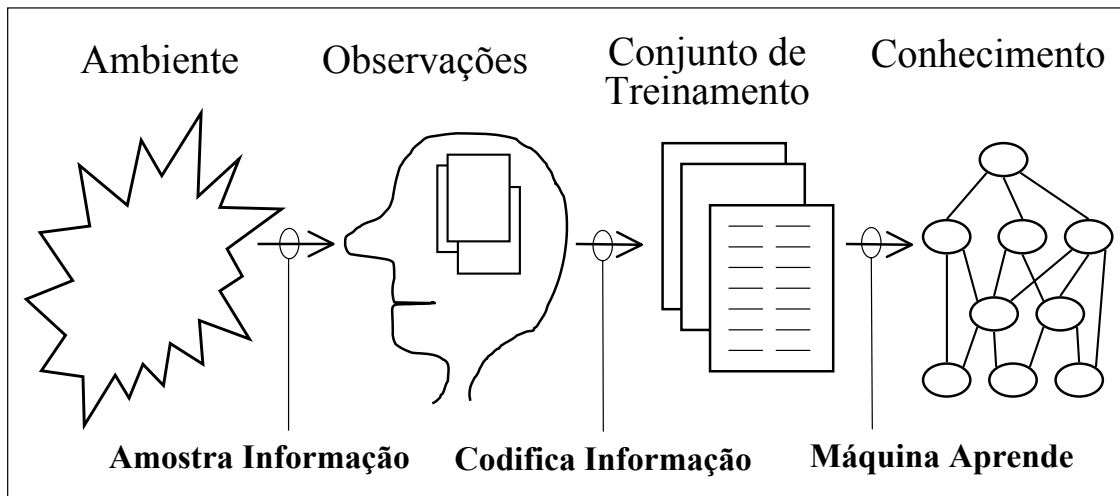 Ambiente
Observações
Conjunto de
Treinamento
Conhecimento
Amostra Informação
Codifica Informação
Máquina Aprende